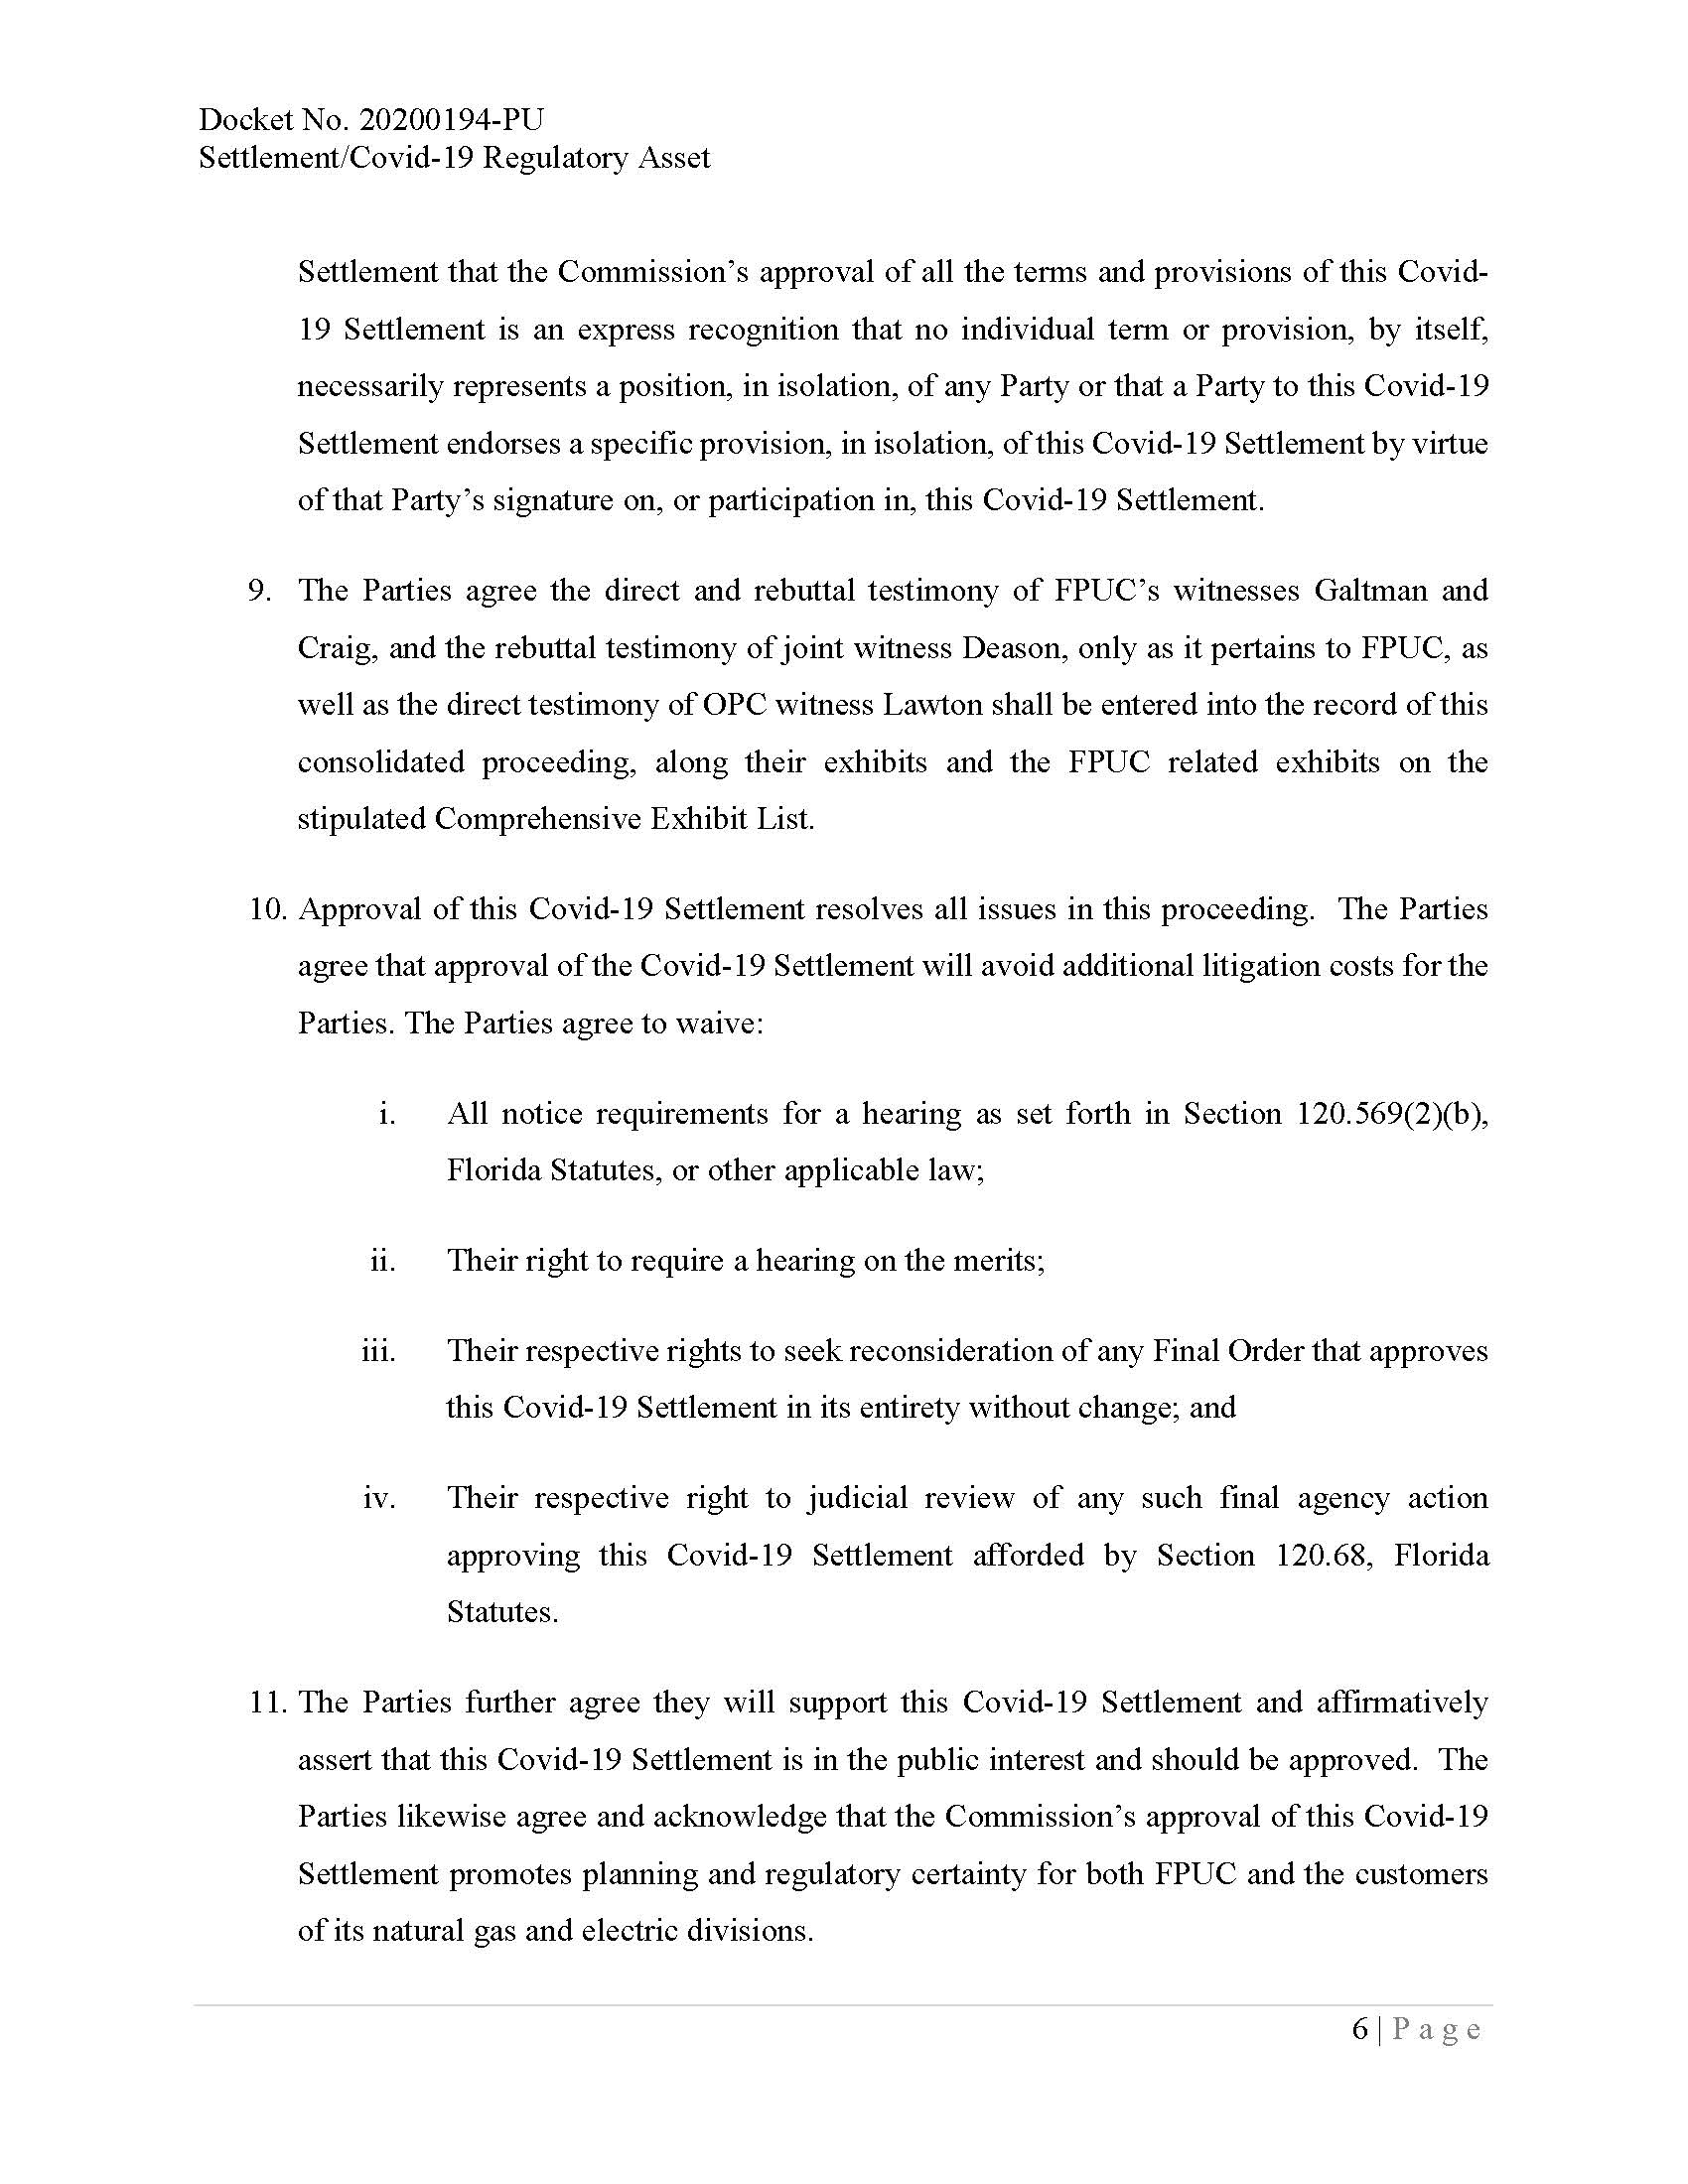 Docket No. 20200194-PU
Settlement/Covid-19 Regulatory Asset
Settlement that the Commission’s approval of all the terms and provisions of this Covid-
19 Settlement is an express recognition that no individual term or provision, by itself,
necessarily represents a position, in isolation, of any Party or that a Party to this Covid-19
Settlement endorses a specific provision, in isolation, of this Covid-19 Settlement by virtue
of that Party’s signature on, or participation in, this Covid-19 Settlement.
9. The Parties agree the direct and rebuttal testimony of FPUC’s witnesses Galtman and
Craig, and the rebuttal testimony of joint witness Deason, only as it pertains to FPUC, as
well as the direct testimony of OPC witness Lawton shall be entered into the record of this
consolidated proceeding, along their exhibits and the FPUC related exhibits on the
stipulated Comprehensive Exhibit List.
10. Approval of this Covid-19 Settlement resolves all issues in this proceeding.  The Parties
agree that approval of the Covid-19 Settlement will avoid additional litigation costs for the
Parties. The Parties agree to waive:
i. All notice requirements for a hearing as set forth in Section 120.569(2)(b),
Florida Statutes, or other applicable law;
ii. Their right to require a hearing on the merits;
iii. Their respective rights to seek reconsideration of any Final Order that approves
this Covid-19 Settlement in its entirety without change; and
iv. Their respective right to judicial review of any such final agency action
approving this Covid-19 Settlement afforded by Section 120.68, Florida
Statutes.
11. The Parties further agree they will support this Covid-19 Settlement and affirmatively
assert that this Covid-19 Settlement is in the public interest and should be approved.  The
Parties likewise agree and acknowledge that the Commission’s approval of this Covid-19
Settlement promotes planning and regulatory certainty for both FPUC and the customers
of its natural gas and electric divisions.
6 | P a g e